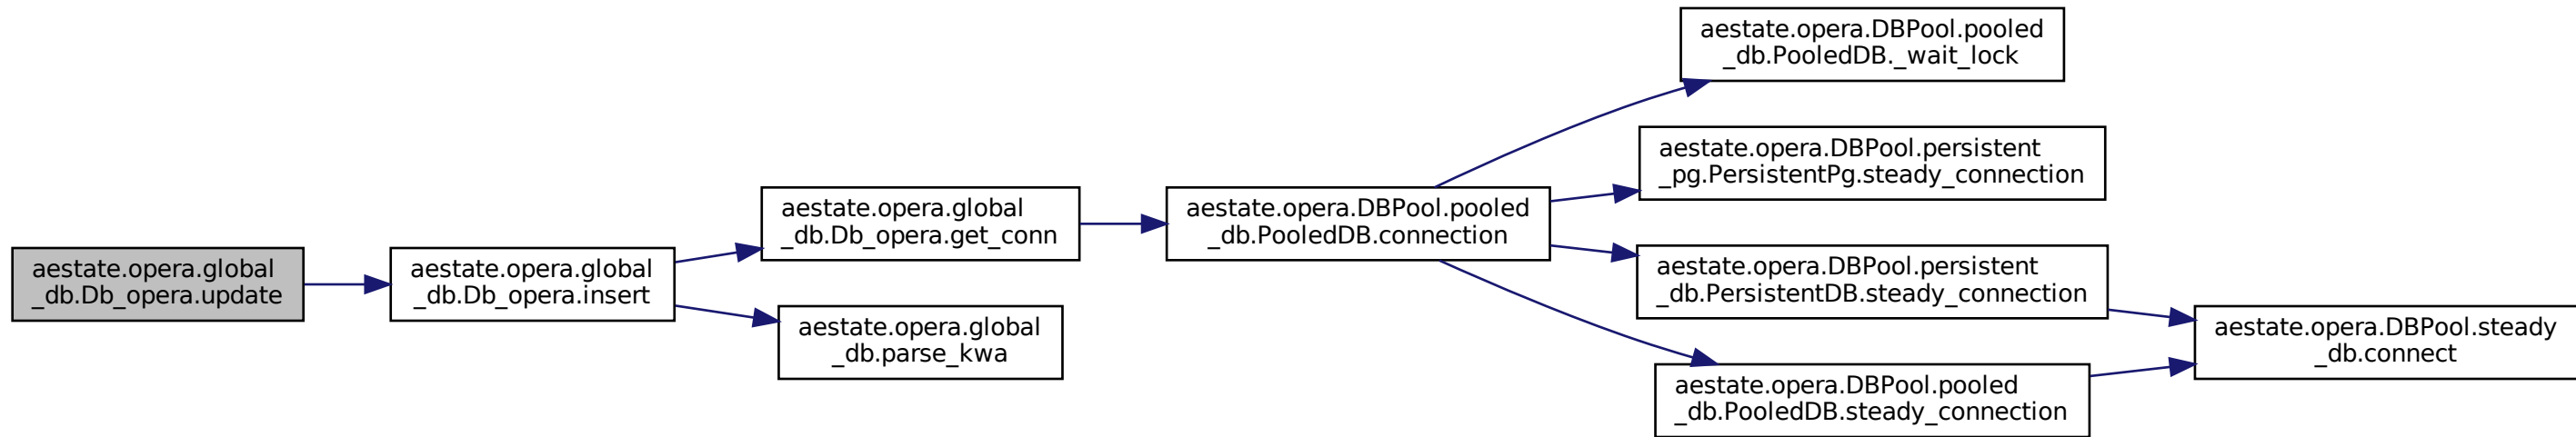 aestate.opera.global
_db.Db_opera.update
aestate.opera.global
_db.Db_opera.insert
aestate.opera.global
_db.Db_opera.get_conn
aestate.opera.global
_db.parse_kwa
aestate.opera.DBPool.pooled
_db.PooledDB.connection
aestate.opera.DBPool.pooled
_db.PooledDB._wait_lock
aestate.opera.DBPool.persistent
_pg.PersistentPg.steady_connection
aestate.opera.DBPool.persistent
_db.PersistentDB.steady_connection
aestate.opera.DBPool.pooled
_db.PooledDB.steady_connection
aestate.opera.DBPool.steady
_db.connect